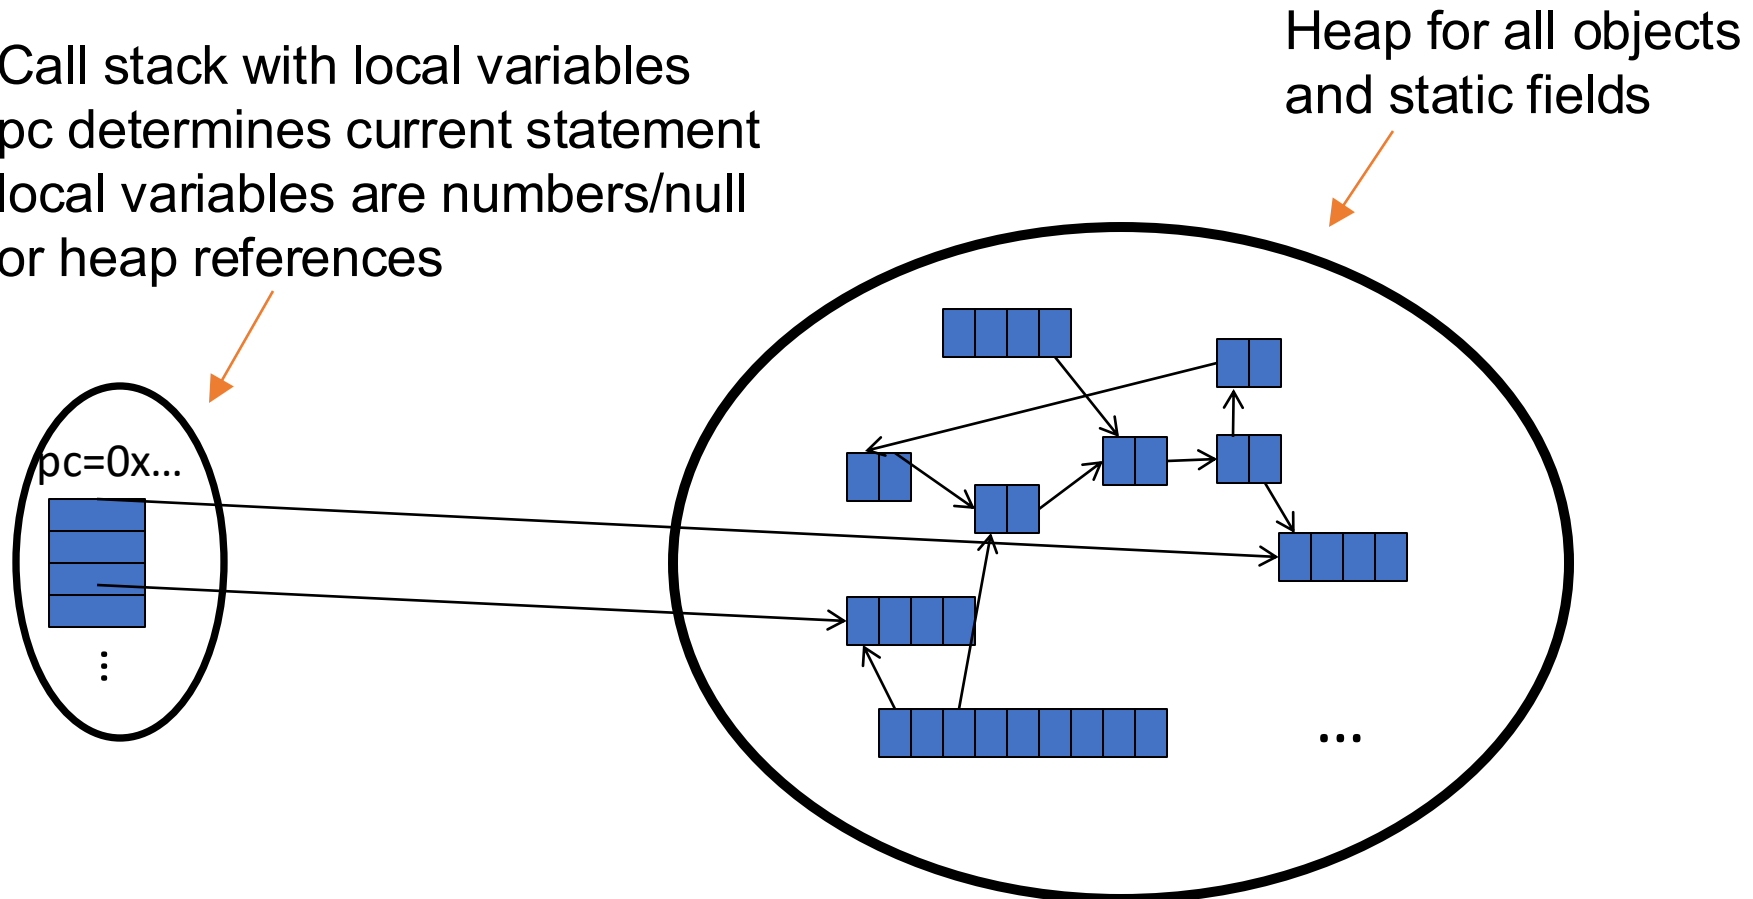 Call stack with local variables
pc determines current statement
local variables are numbers/null
or heap references
Heap for all objects
and static fields
pc=0x...
⋮
...